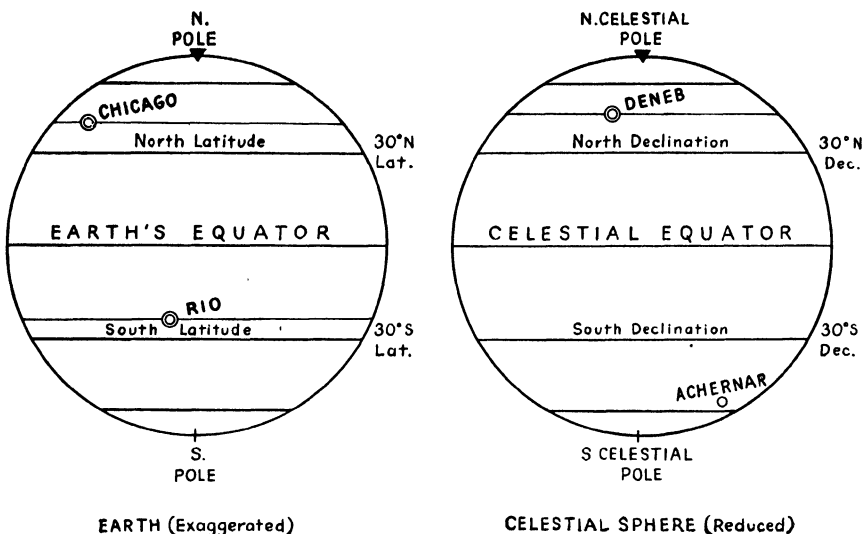 N.
POLE
CHICAGO
North Latitude
30°N
Lat.
EARTH'S EQUATOR
RIO
South Latitude
30°S
Lat.
S.
POLE
EARTH (Exaggerated)
N.CELESTIAL
POLE
DENEB
North Declination
30°N
Dec.
CELESTIAL EQUATOR
South Declination
30°S
Dec.
ACHERNAR
S CELESTIAL
POLE
CELESTIAL SPHERE (Reduced)